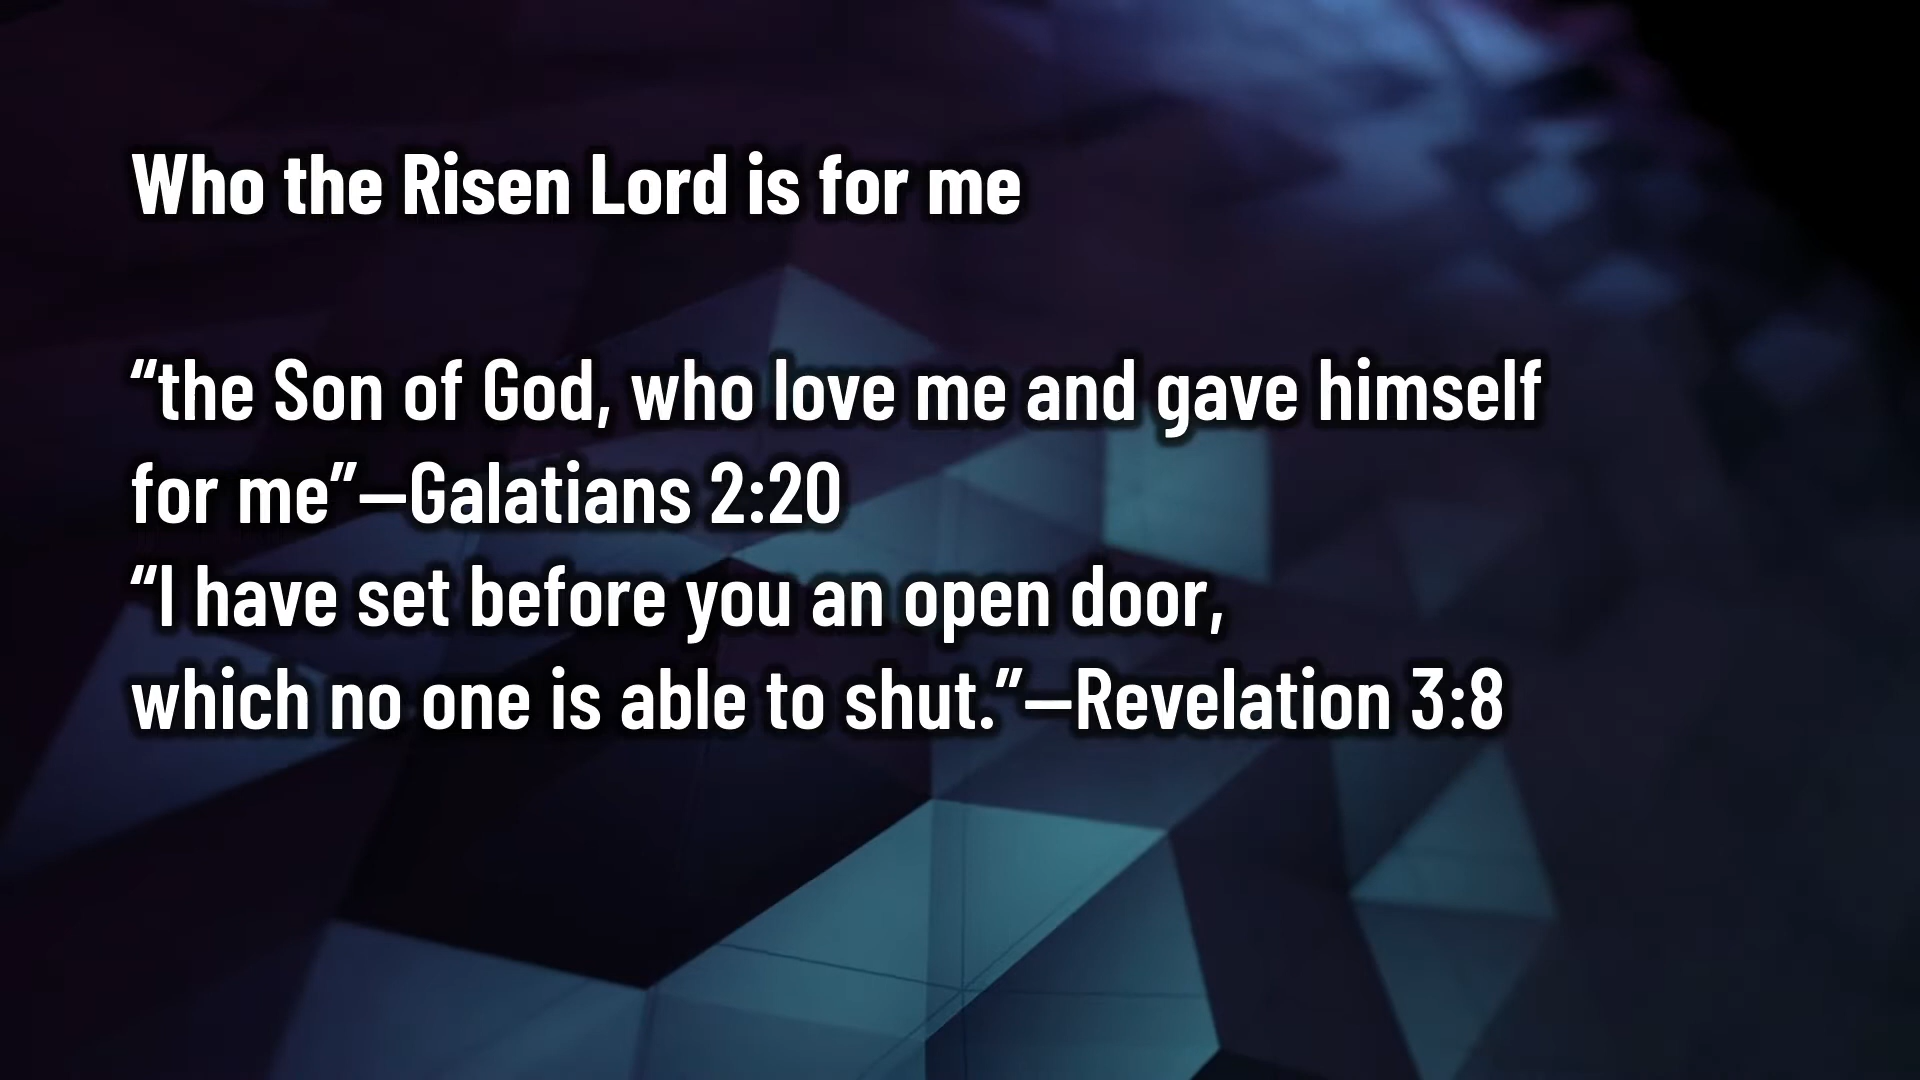 Who the Risen Lord is for me
“the Son of God, who love me and gave himself
for me”—Galatians 2:20
“I have set before you an open door,
which no one is able to shut.”—Revelation 3:8